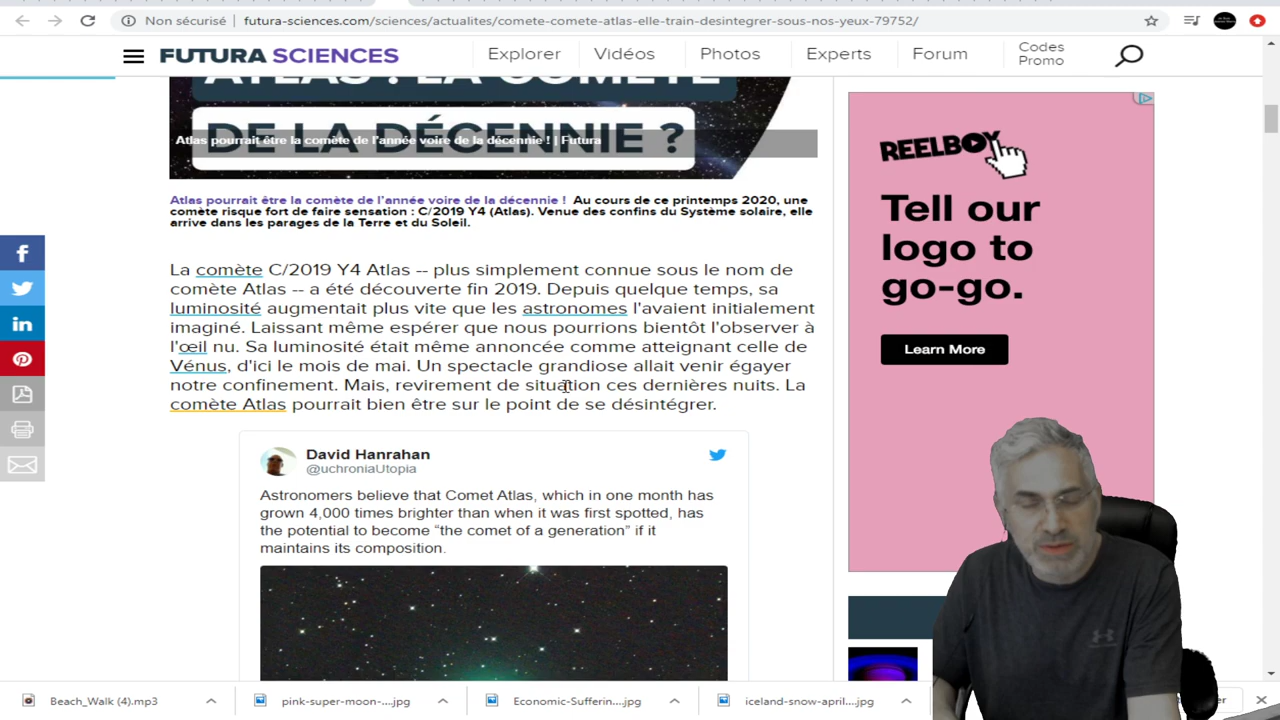 Non sécurisé | futura-sciences.com/sciences/actualites/comete-comete-atlas-elle-train-desintegrer-sous-nos-yeux-79752/
FUTURA SCIENCES
Explorer
Vidéos
Photos
Experts
Forum
Codes
Promo
ATLAS : LA COMÈTE
DE LA DÉCENNIE ?
Atlas pourrait être la comète de l'année voire de la décennie ! | Futura
Atlas pourrait être la comète de l'année voire de la décennie ! Au cours de ce printemps 2020, une
comète risque fort de faire sensation : C/2019 Y4 (Atlas). Venue des confins du Système solaire, elle
arrive dans les parages de la Terre et du Soleil.
La comète C/2019 Y4 Atlas -- plus simplement connue sous le nom de
comète Atlas -- a été découverte fin 2019. Depuis quelque temps, sa
luminosité augmentait plus vite que les astronomes l'avaient initialement
imaginé. Laissant même espérer que nous pourrions bientôt l'observer à
l'œil nu. Sa luminosité était même annoncée comme atteignant celle de
Vénus, d'ici le mois de mai. Un spectacle grandiose allait venir égayer
notre confinement. Mais, revirement de situation ces dernières nuits. La
comète Atlas pourrait bien être sur le point de se désintégrer.
David Hanrahan
@uchroniaUtopia
Astronomers believe that Comet Atlas, which in one month has
grown 4,000 times brighter than when it was first spotted, has
the potential to become “the comet of a generation” if it
maintains its composition.
REELBOY
Tell our
logo to
go-go.
Learn More
Beach_Walk (4).mp3
pink-super-moon-....jpg
Economic-Sufferin....jpg
iceland-snow-april....jpg